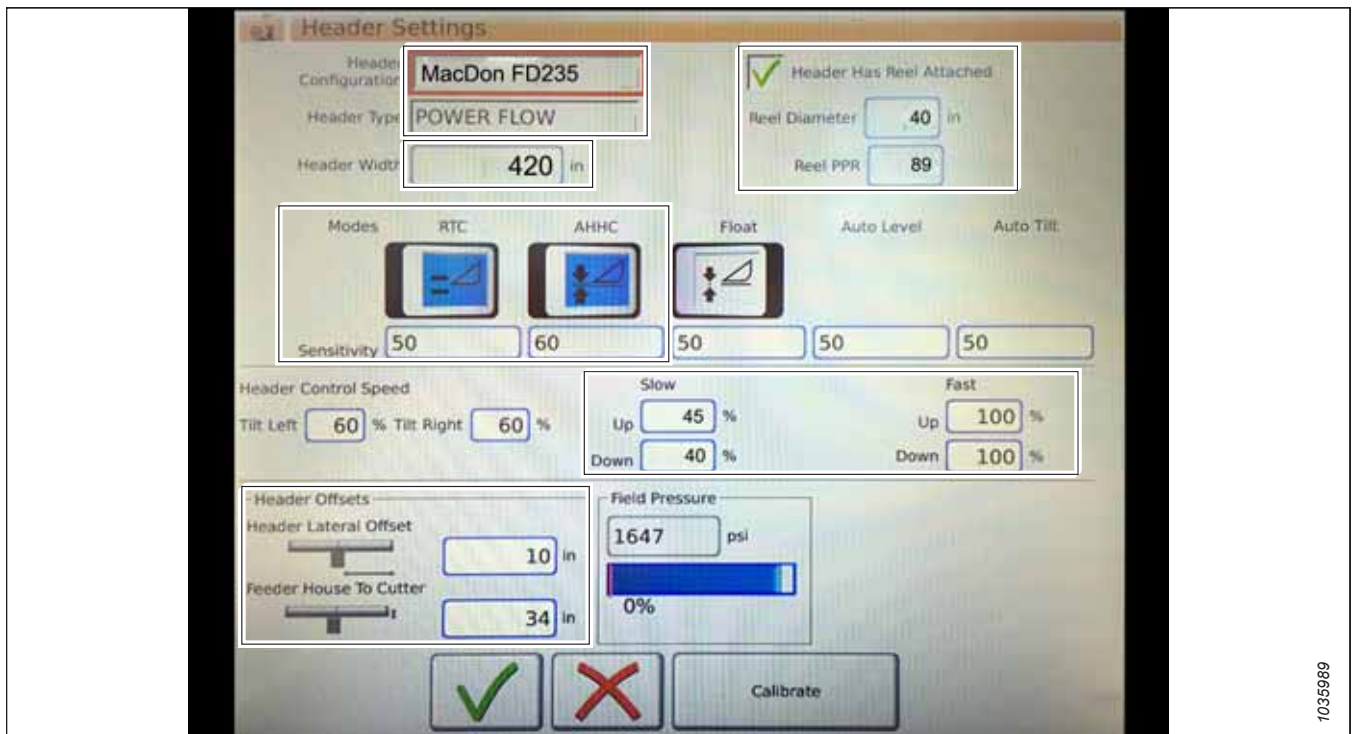 Header Settings
Header
Configuration MacDon FD235
Header Has Reel Attached
Header Type POWER FLOW
Reel Diameter 40 in
Header Width 420 in
Reel PPR 89
Modes RTC AHHC Float Auto Level Auto Tilt
Sensitivity 50 60 50 50 50
Header Control Speed
Slow Fast
Tilt Left 60 % Tilt Right 60 %
Up 45 % Up 100 %
Down 40 % Down 100 %
Header Offsets
Field Pressure
Header Lateral Offset
1647 psi
10 in
Feeder House To Cutter
0%
34 in
Calibrate
1035989